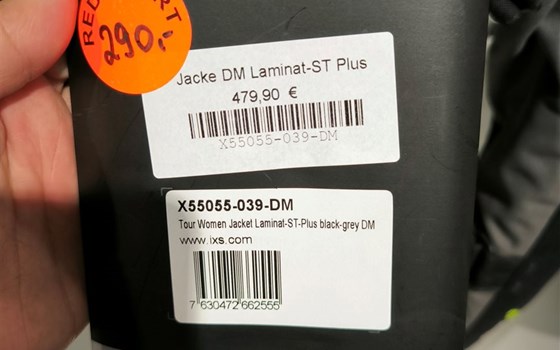 290.-
Jacke DM Laminat-ST Plus
479,90 €
X55055-039-DM
X55055-039-DM
Tour Women Jacket Laminat-ST-Plus black-grey DM
www.ixs.com
7 630472 662555